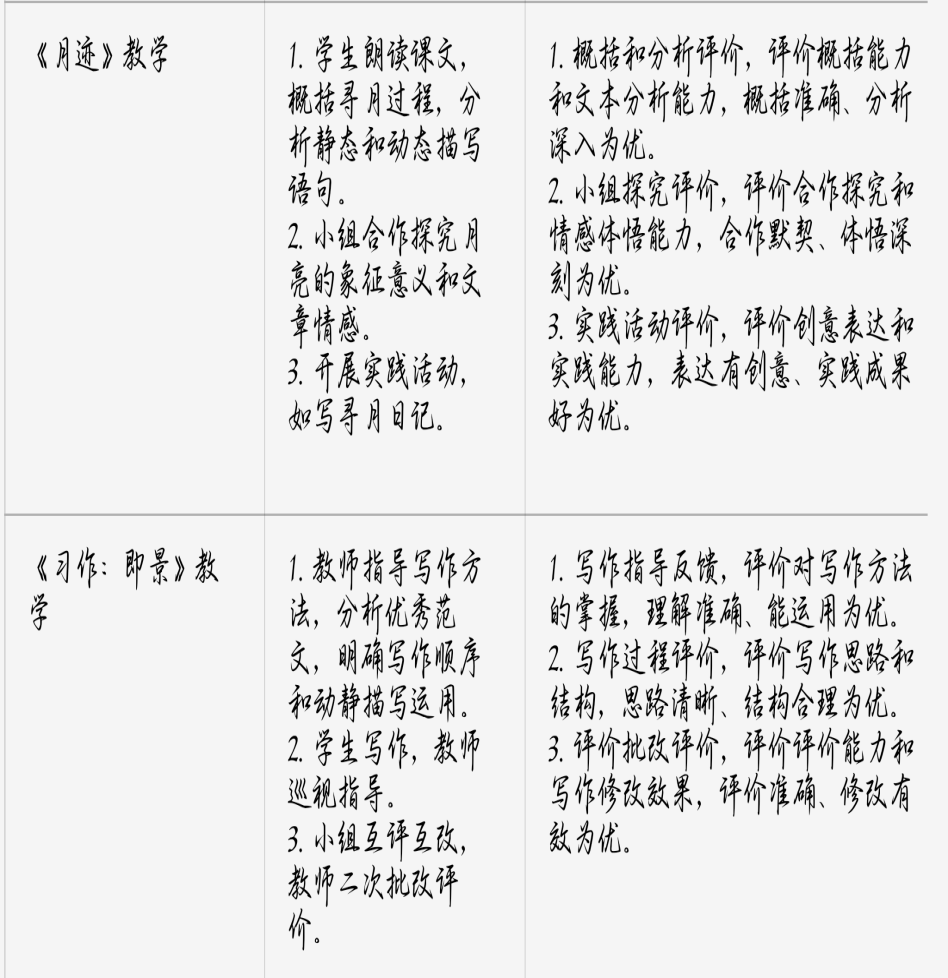 《月迹》教学
1. 学生朗读课文，
概括寻月过程，分
析静态和动态描写
语句。
2. 小组合作探究月
亮的象征意义和文
章情感。
3. 开展实践活动，
如写寻月日记。
1. 概括和分析评价，评价概括能力
和文本分析能力，概括准确、分析
深入为优。
2. 小组探究评价，评价合作探究和
情感体悟能力，合作默契、体悟深
刻为优。
3. 实践活动评价，评价创意表达和
实践能力，表达有创意、实践成果
好为优。
《习作：即景》教
学
1. 教师指导写作方
法，分析优秀范
文，明确写作顺序
和动静描写运用。
2. 学生写作，教师
巡视指导。
3. 小组互评互改，
教师二次批改评
价。
1. 写作指导反馈，评价对写作方法
的掌握，理解准确、能运用为优。
2. 写作过程评价，评价写作思路和
结构，思路清晰、结构合理为优。
3. 评价批改评价，评价评价能力和
写作修改效果，评价准确、修改有
效为优。